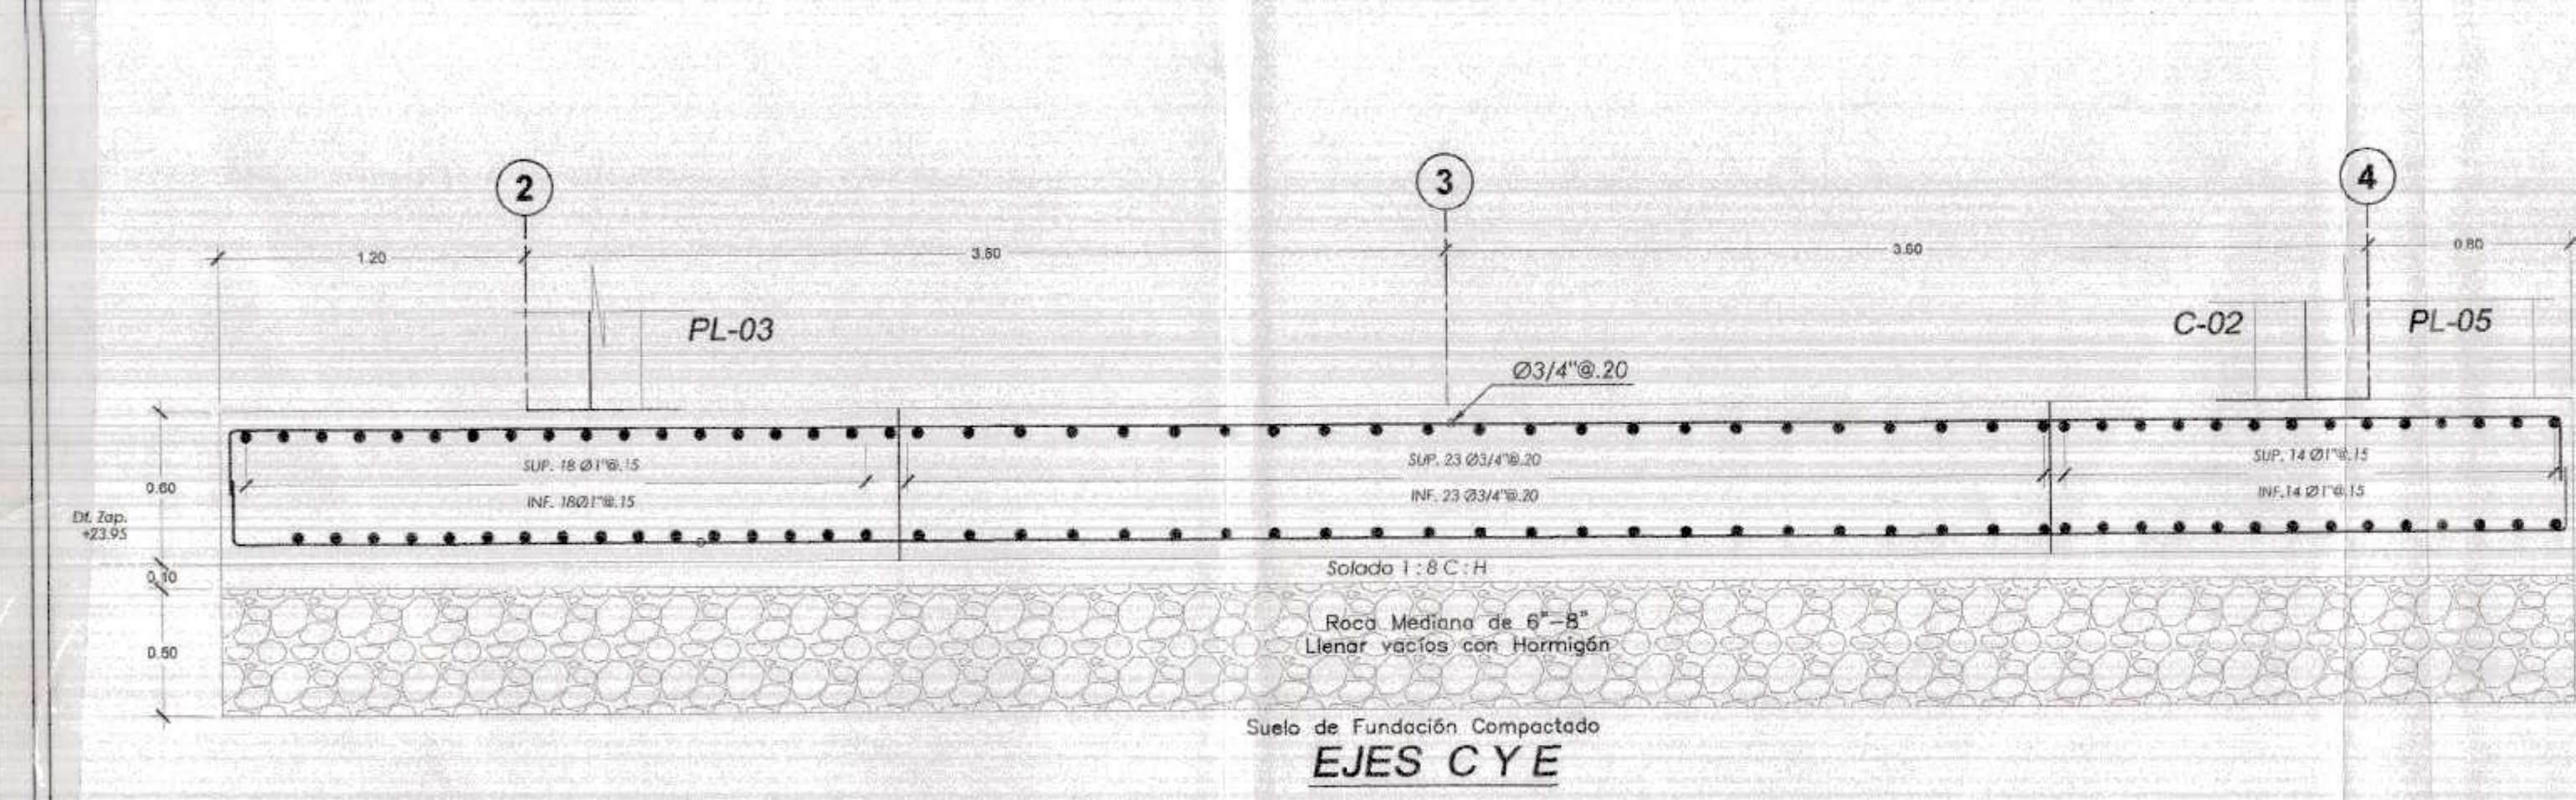 2
3
4
1.20
3.60
3.60
0.80
PL-03
C-02
PL-05
Ø3/4"@.20
SUP. 18 Ø1"@.15
SUP. 23 Ø3/4"@.20
SUP. 14 Ø1"@.15
0.60
INF. 18Ø1"@.15
INF. 23 Ø3/4"@.20
INF.14 Ø1"@.15
Df. Zap.
+23.95
0.10
Solado 1 : 8 C : H
Roca Mediana de 6"-8"
Llenar vacíos con Hormigón
0.50
Suelo de Fundación Compactado
EJES C Y E